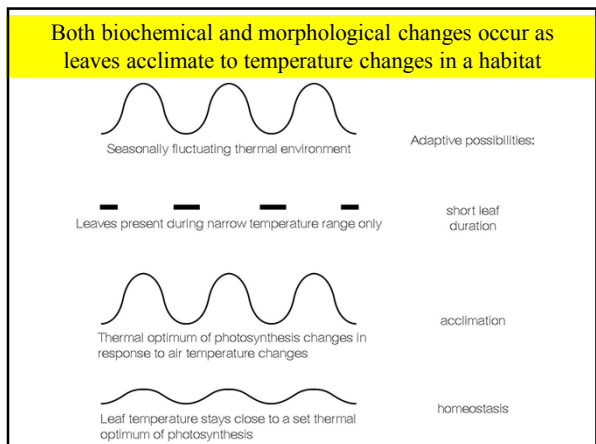 Both biochemical and morphological changes occur as
leaves acclimate to temperature changes in a habitat
Seasonally fluctuating thermal environment
Adaptive possibilities:
Leaves present during narrow temperature range only
short leaf
duration
Thermal optimum of photosynthesis changes in
response to air temperature changes
acclimation
Leaf temperature stays close to a set thermal
optimum of photosynthesis
homeostasis